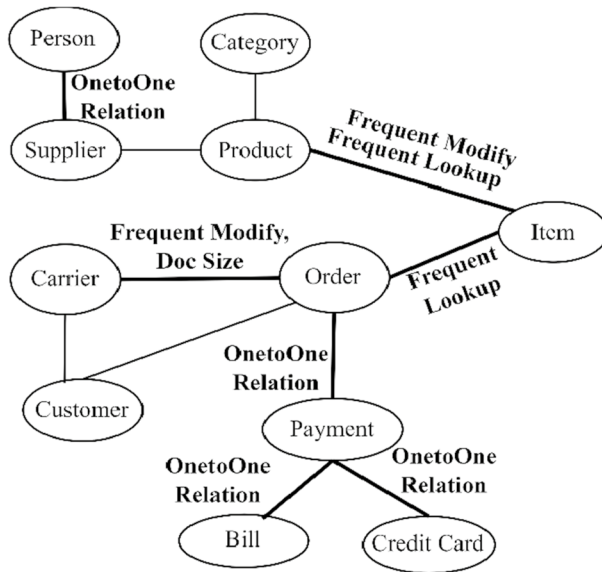 Person
Category
OnetoOne
Relation
Supplier
Product
Frequent Modify
Frequent Lookup
Item
Frequent Modify,
Doc Size
Carrier
Order
Frequent
Lookup
OnetoOne
Relation
Customer
Payment
OnetoOne
Relation
OnetoOne
Relation
Bill
Credit Card